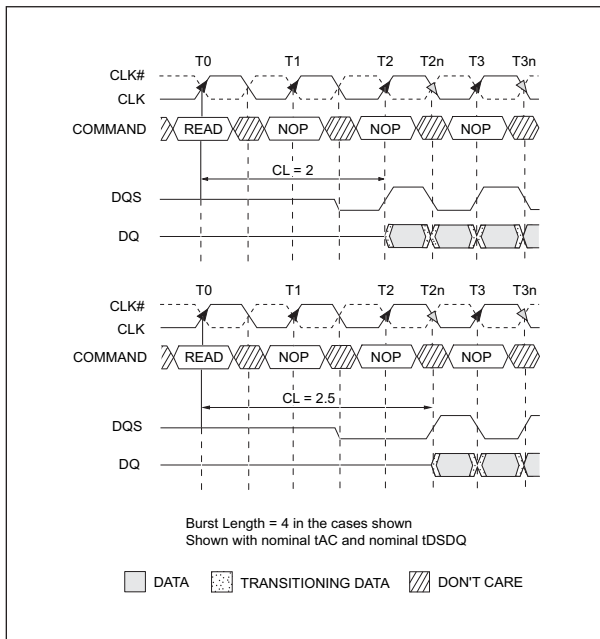 T0 T1 T2 T2n T3 T3n
CLK#
CLK
COMMAND READ NOP NOP NOP
CL = 2
DQS
DQ
T0 T1 T2 T2n T3 T3n
CLK#
CLK
COMMAND READ NOP NOP NOP
CL = 2.5
DQS
DQ
Burst Length = 4 in the cases shown
Shown with nominal tAC and nominal tDSDQ
DATA TRANSITIONING DATA DON'T CARE